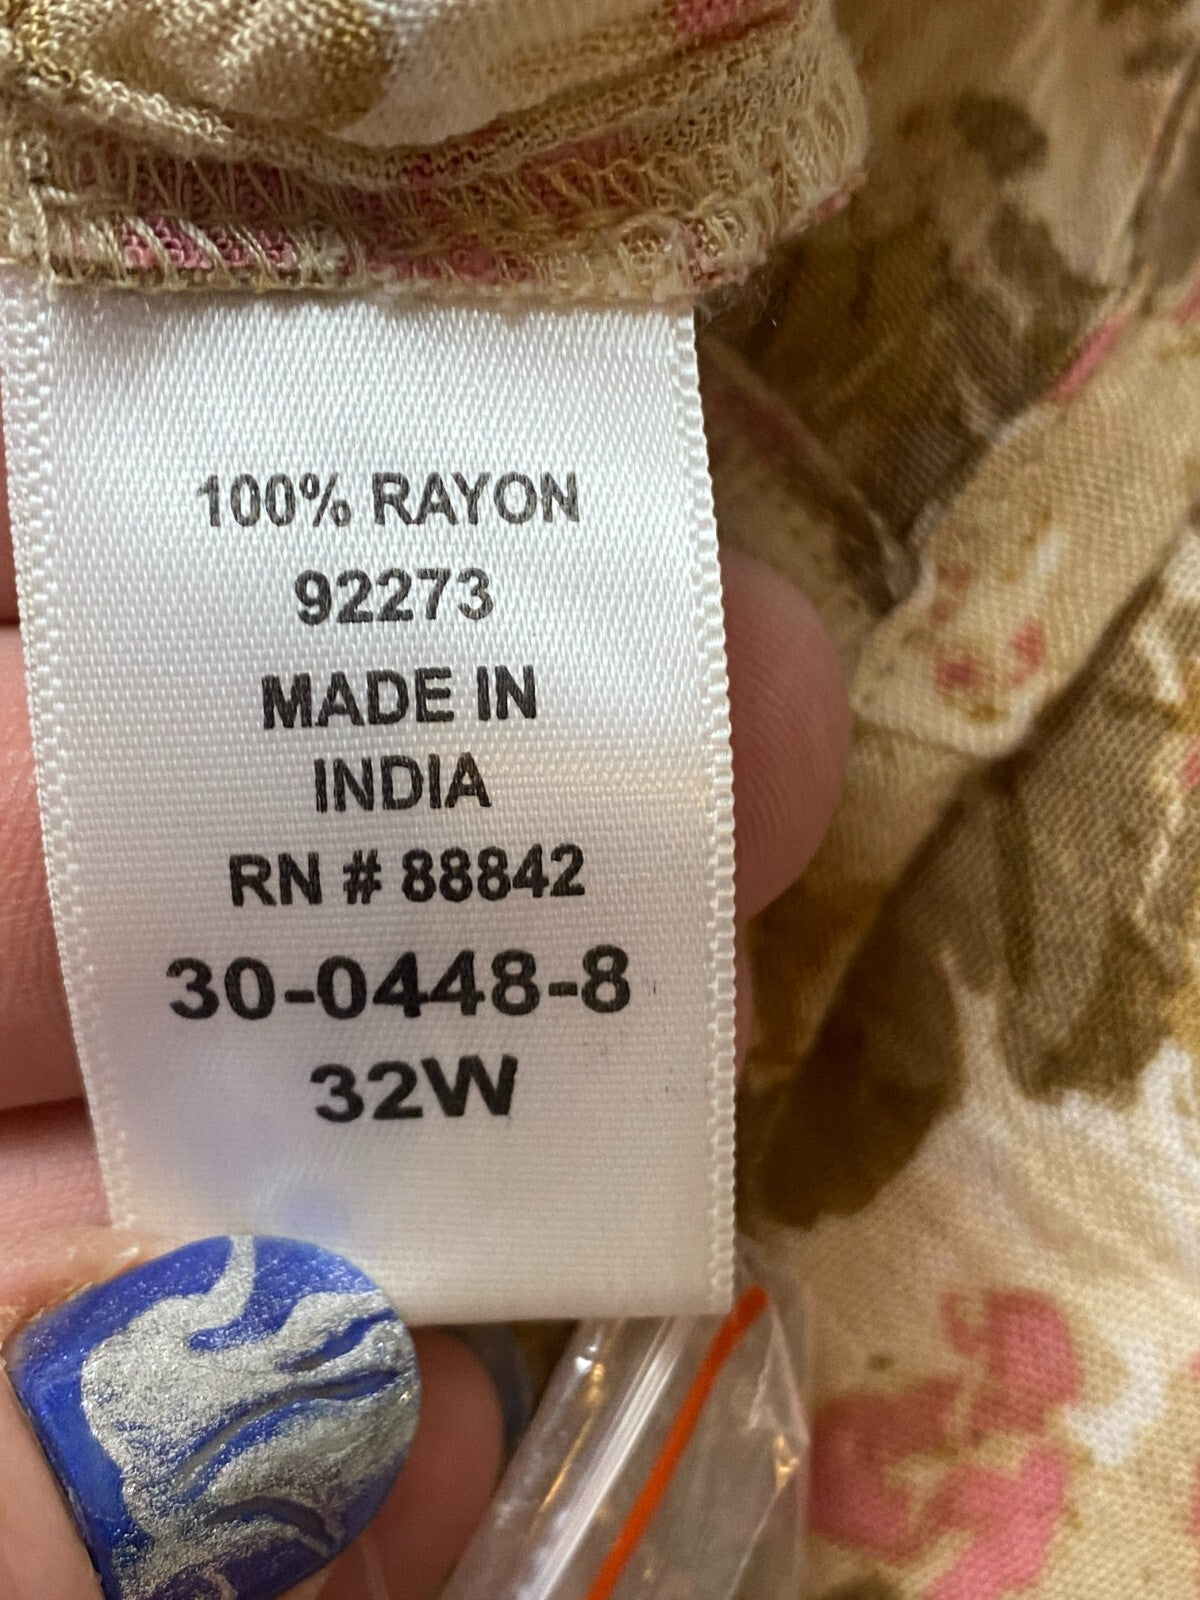 100% RAYON
92273
MADE IN
INDIA
RN # 88842
30-0448-8
32W